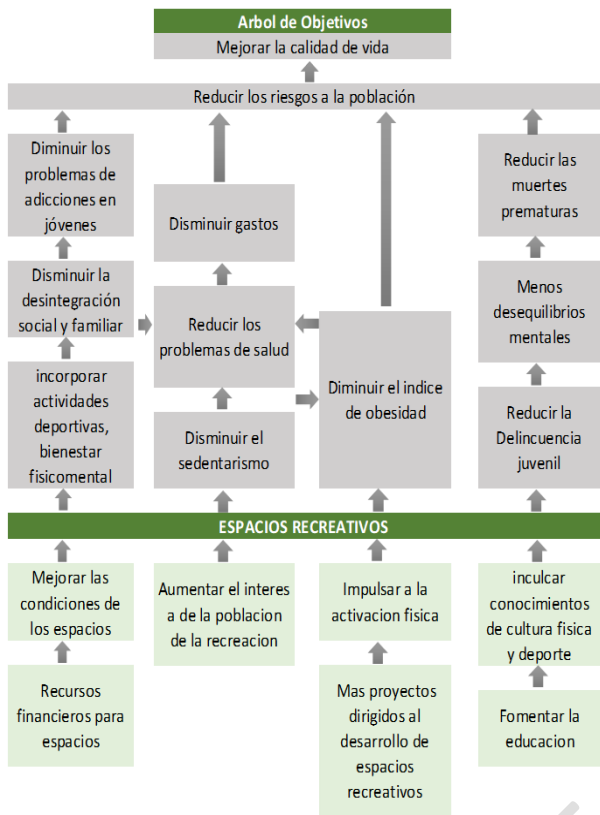 Arbol de Objetivos
Mejorar la calidad de vida
Reducir los riesgos a la población
Diminuir los
problemas de
adicciones en
jóvenes
Disminuir gastos
Reducir las
muertes
prematuras
Disminuir la
desintegración
social y familiar
Reducir los
problemas de salud
Menos
desequilibrios
mentales
incorporar
actividades
deportivas,
bienestar
fisicomental
Disminuir el
sedentarismo
Diminuir el indice
de obesidad
Reducir la
Delincuencia
juvenil
ESPACIOS RECREATIVOS
Mejorar las
condiciones de
los espacios
Aumentar el interes
a de la poblacion
de la recreacion
Impulsar a la
activacion fisica
inculcar
conocimientos
de cultura fisica
y deporte
Recursos
financieros para
espacios
Mas proyectos
dirigidos al
desarrollo de
espacios
recreativos
Fomentar la
educacion